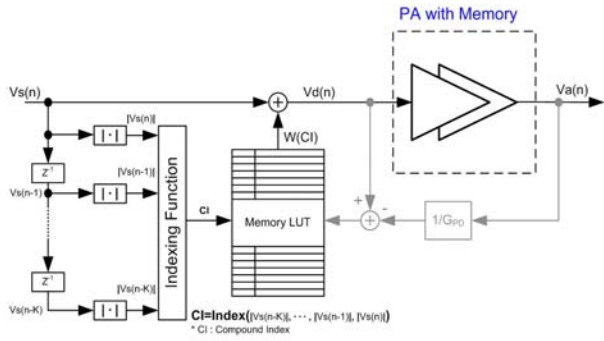 PA with Memory
Vs(n)
Vd(n)
Va(n)
|Vs(n)|
|·|
W(CI)
Z⁻¹
|Vs(n-1)|
Vs(n-1)
|·|
Indexing Function
CI
Memory LUT
+
-
1/G_PD
Z⁻¹
|Vs(n-K)|
Vs(n-K)
|·|
CI=Index(|Vs(n-K)|, ···, |Vs(n-1)|, |Vs(n)|)
* CI : Compound Index